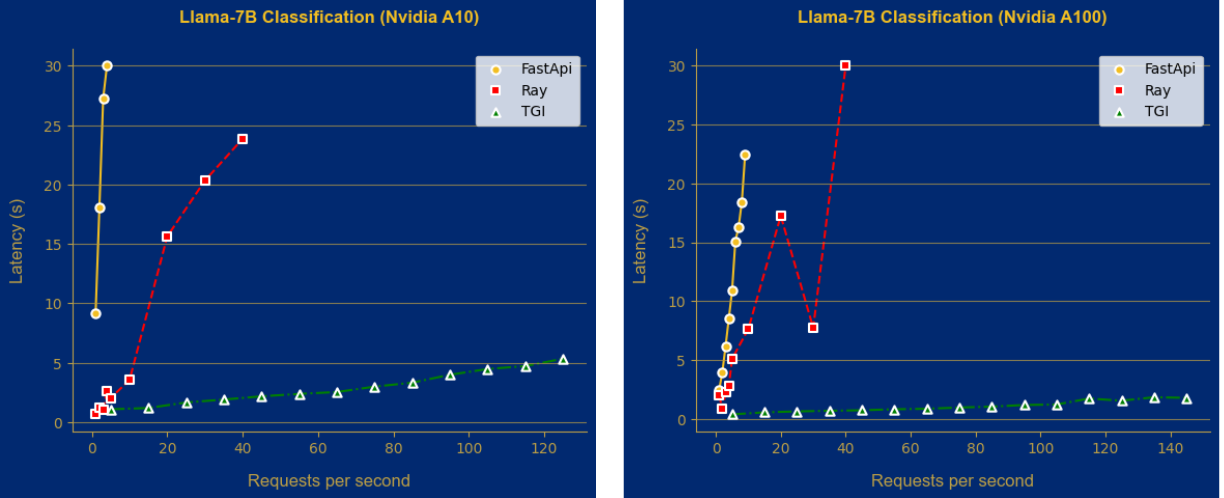 Llama-7B Classification (Nvidia A10)
FastApi
Ray
TGI
30
25
20
15
10
5
0
Latency (s)
0 20 40 60 80 100 120
Requests per second
Llama-7B Classification (Nvidia A100)
FastApi
Ray
TGI
30
25
20
15
10
5
0
Latency (s)
0 20 40 60 80 100 120 140
Requests per second